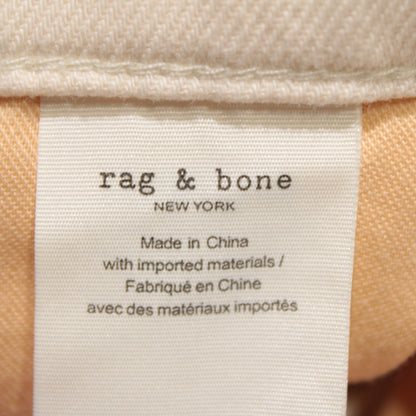 rag & bone
NEW YORK
Made in China
with imported materials /
Fabriqué en Chine
avec des matériaux importés